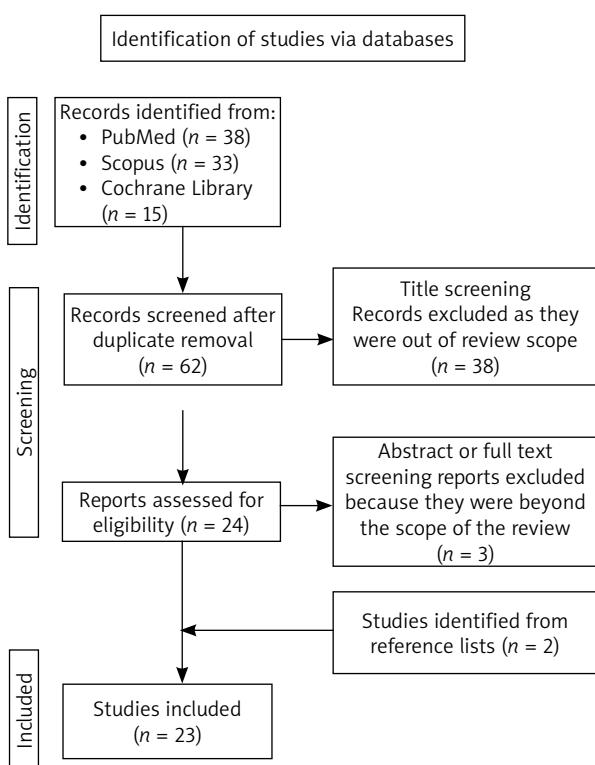 Identification of studies via databases
Identification
Records identified from:
• PubMed (n = 38)
• Scopus (n = 33)
• Cochrane Library
(n = 15)
Screening
Records screened after
duplicate removal
(n = 62)
Title screening
Records excluded as they
were out of review scope
(n = 38)
Reports assessed for
eligibility (n = 24)
Abstract or full text
screening reports excluded
because they were beyond
the scope of the review
(n = 3)
Studies identified from
reference lists (n = 2)
Included
Studies included
(n = 23)